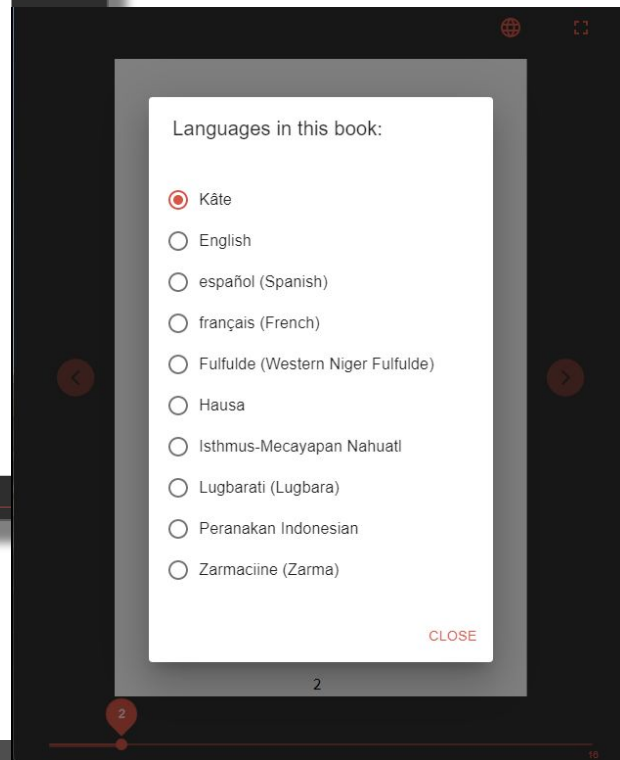 Languages in this book:
Kâte
English
español (Spanish)
français (French)
Fulfulde (Western Niger Fulfulde)
Hausa
Isthmus-Mecayapan Nahuatl
Lugbarati (Lugbara)
Peranakan Indonesian
Zarmaciine (Zarma)
CLOSE
2
2
16